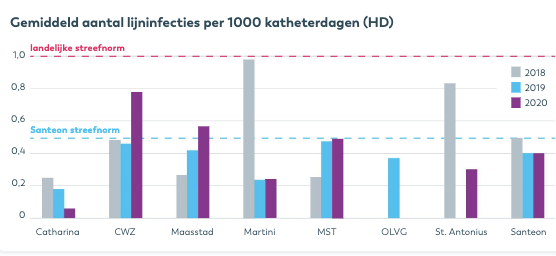 Gemiddeld aantal lijninfecties per 1000 katheterdagen (HD)
landelijke streefnorm
1,0
2018
0,8
2019
2020
0,6
Santeon streefnorm
0,4
0,2
0
Catharina CWZ Maasstad Martini MST OLVG St. Antonius Santeon